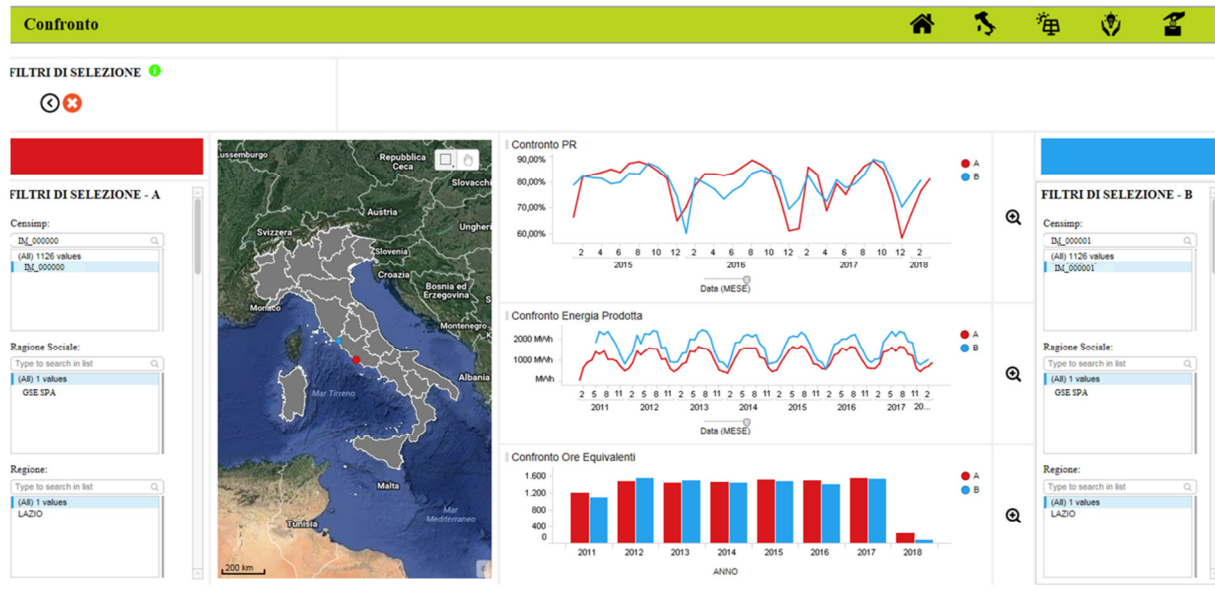 Confronto
FILTRI DI SELEZIONE
FILTRI DI SELEZIONE - A
Censimp:
IM_000000
(All) 1126 values
IM_000000
Ragione Sociale:
Type to search in list
(All) 1 values
GSE SPA
Regione:
Type to search in list
(All) 1 values
LAZIO
Repubblica
Ceca
Slovacchi
Austria
Ungher
Svizzera
Slovenia
Croazia
Bosnia ed
Erzegovina
Monaco
Montenegro
Albania
Mar Tirreno
Malta
Mar
Mediterraneo
Tunisia
200 km
Confronto PR
90,00%
80,00%
70,00%
60,00%
A
B
2 4 6 8 10 12 2 4 6 8 10 12 2 4 6 8 10 12 2
2015 2016 2017 2018
Data (MESE)
Confronto Energia Prodotta
2000 MWh
1000 MWh
MWh
A
B
2 5 8 11 2 5 8 11 2 5 8 11 2 5 8 11 2 5 8 11 2 5 8 11 2 5 8 11 2
2011 2012 2013 2014 2015 2016 2017 20...
Data (MESE)
Confronto Ore Equivalenti
1.600
1.200
800
400
0
A
B
2011 2012 2013 2014 2015 2016 2017 2018
ANNO
FILTRI DI SELEZIONE - B
Censimp:
IM_000001
(All) 1126 values
IM_000001
Ragione Sociale:
Type to search in list
(All) 1 values
GSE SPA
Regione:
Type to search in list
(All) 1 values
LAZIO